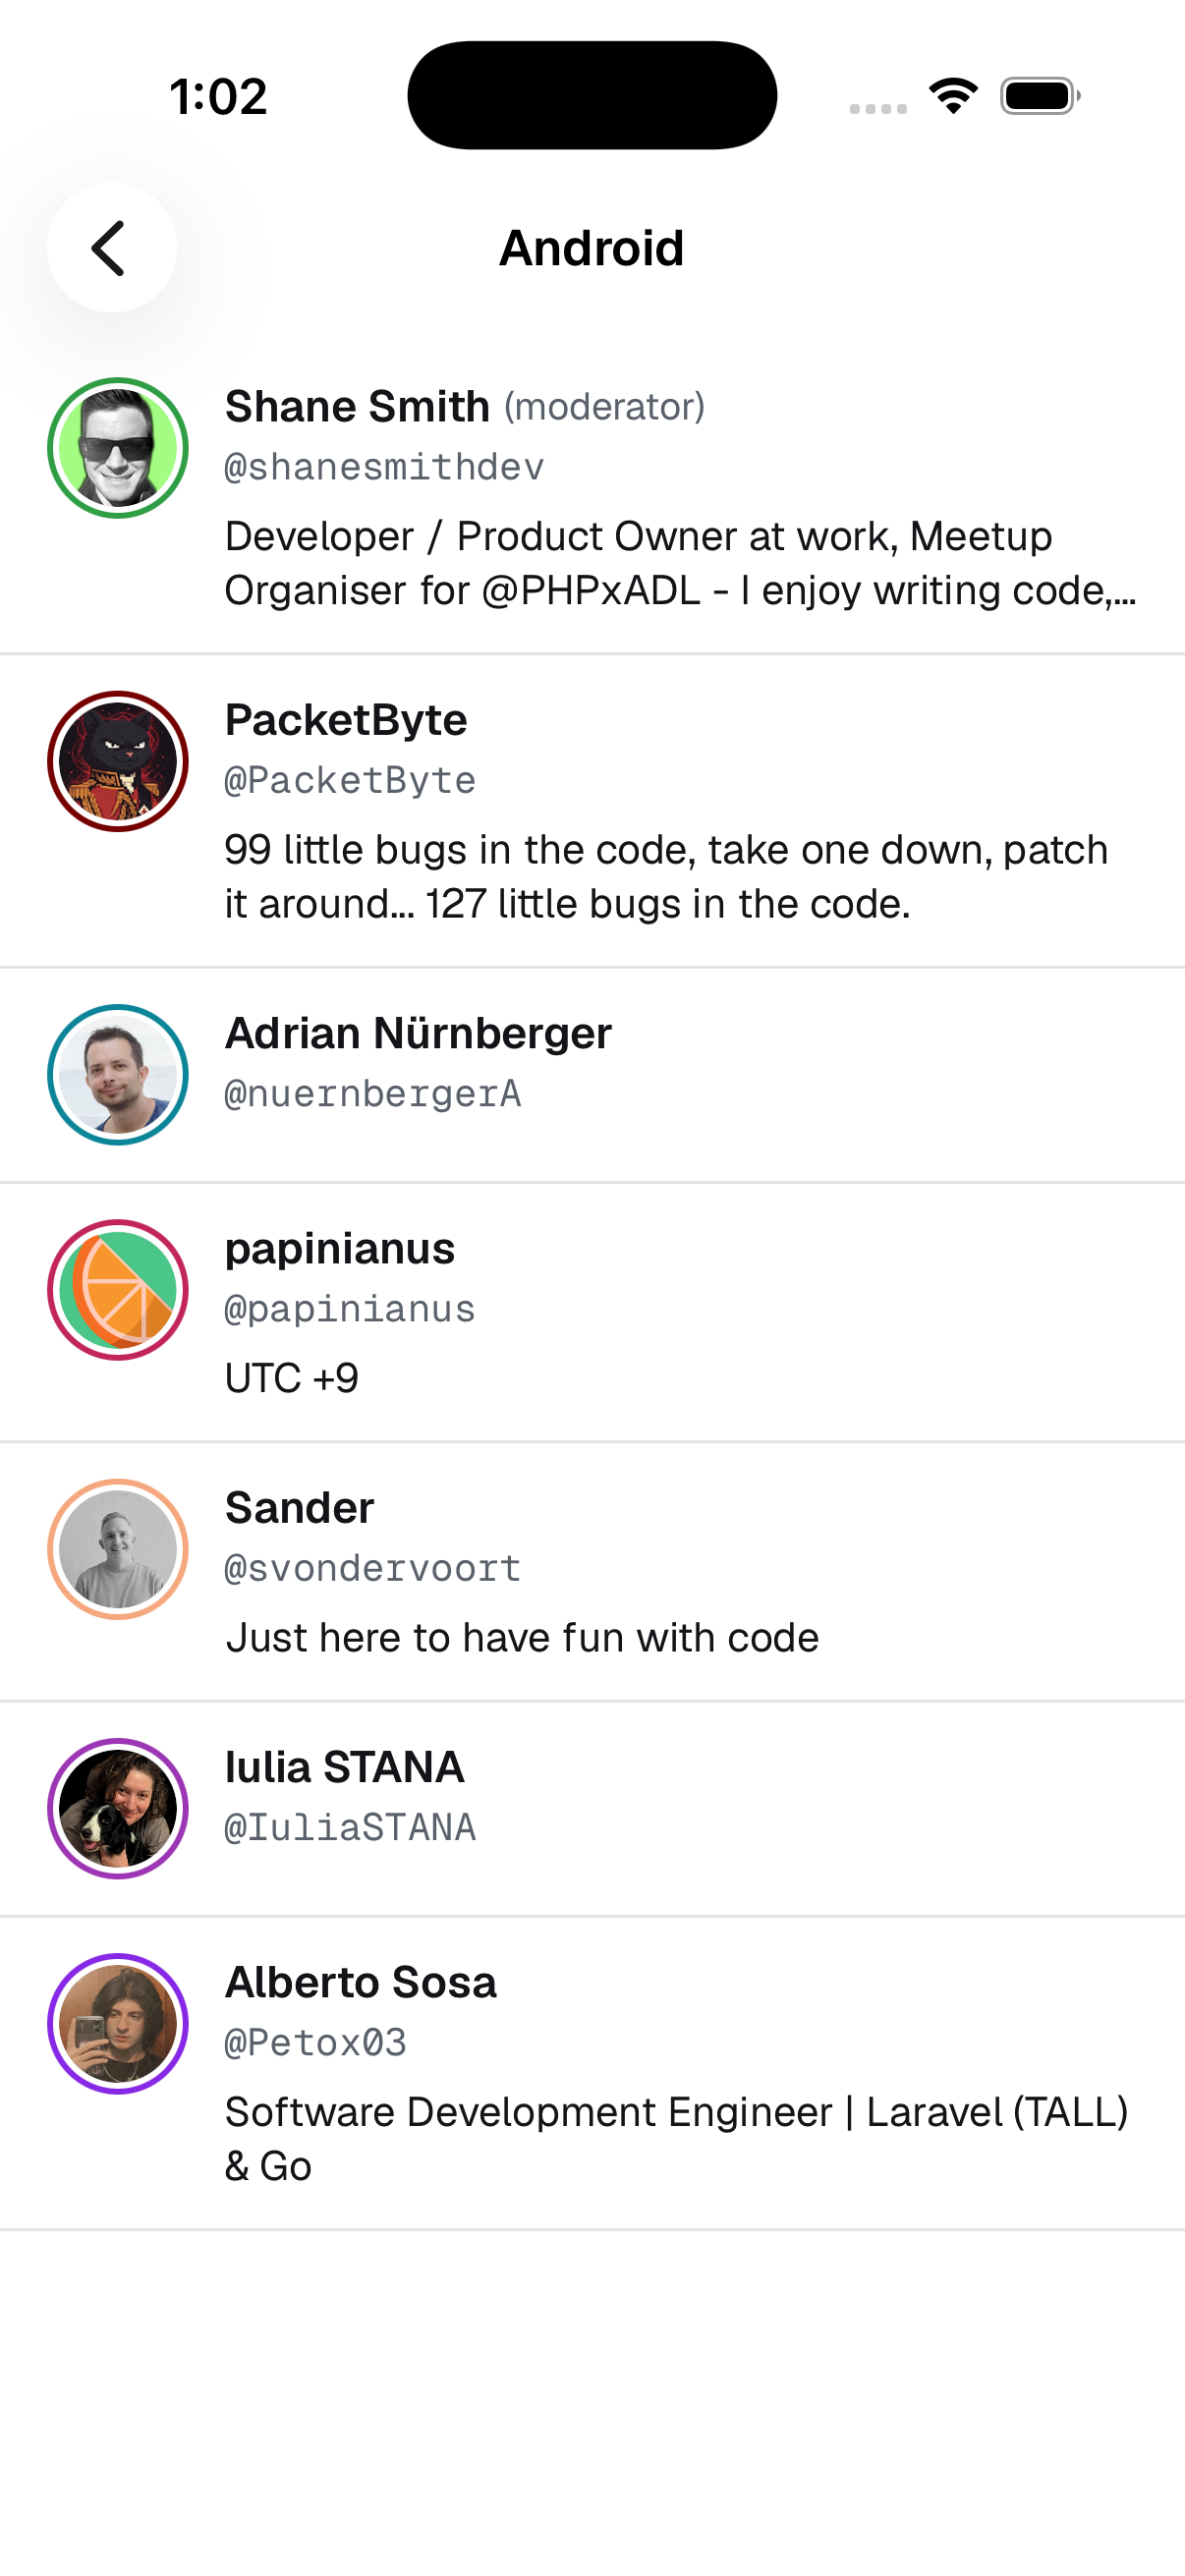 1:02
Android
Shane Smith (moderator)
@shanesmithdev
Developer / Product Owner at work, Meetup
Organiser for @PHPxADL - I enjoy writing code,...
PacketByte
@PacketByte
99 little bugs in the code, take one down, patch
it around... 127 little bugs in the code.
Adrian Nürnberger
@nuernbergerA
papinianus
@papinianus
UTC +9
Sander
@svondervoort
Just here to have fun with code
Iulia STANA
@IuliaSTANA
Alberto Sosa
@Petox03
Software Development Engineer | Laravel (TALL)
& Go